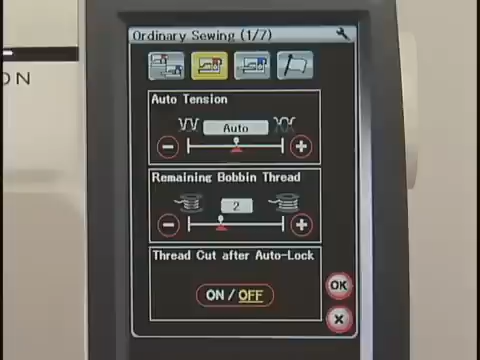 Ordinary Sewing (1/7)
Auto Tension
Auto
Remaining Bobbin Thread
2
Thread Cut after Auto-Lock
ON / OFF
OK
ON